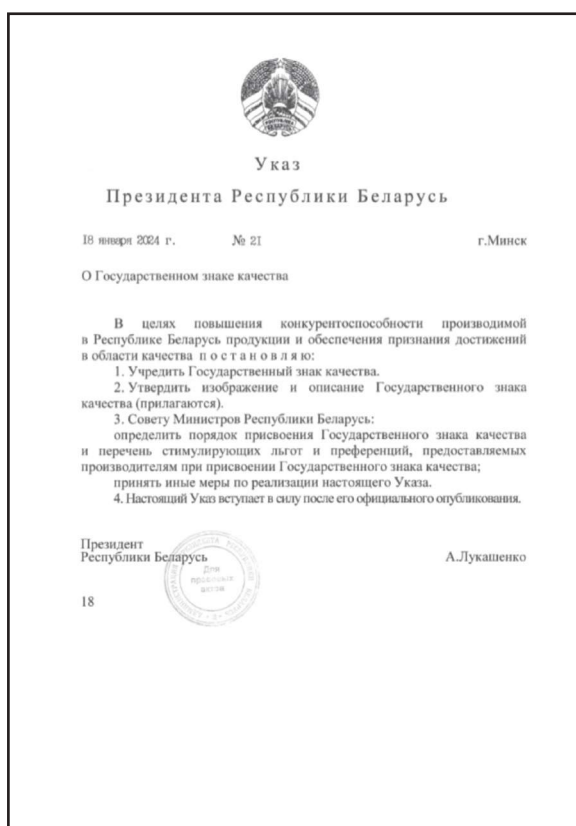 Указ
Президента Республики Беларусь
18 января 2024 г. № 21 г.Минск
О Государственном знаке качества
В целях повышения конкурентоспособности производимой
в Республике Беларусь продукции и обеспечения признания достижений
в области качества п о с т а н о в л я ю:
1. Учредить Государственный знак качества.
2. Утвердить изображение и описание Государственного знака
качества (прилагаются).
3. Совету Министров Республики Беларусь:
определить порядок присвоения Государственного знака качества
и перечень стимулирующих льгот и преференций, предоставляемых
производителям при присвоении Государственного знака качества;
принять иные меры по реализации настоящего Указа.
4. Настоящий Указ вступает в силу после его официального опубликования.
Президент
Республики Беларусь А.Лукашенко
Для
правовых
актов
18